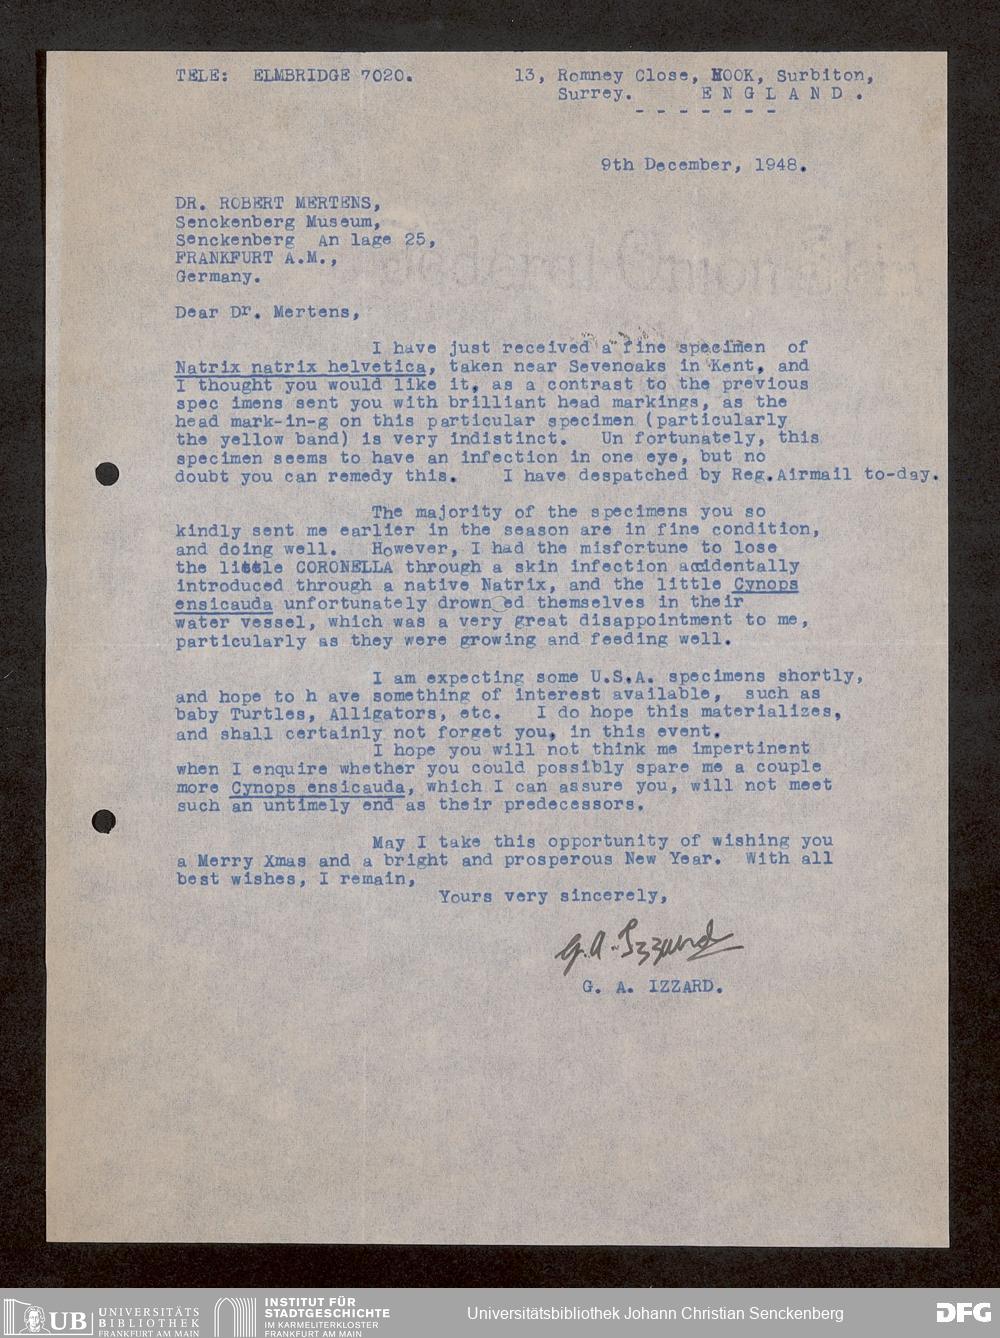 TELE: ELMBRIDGE 7020.
13, Romney Close, HOOK, Surbiton,
Surrey. E N G L A N D .
- - - - - - -
9th December, 1948.
DR. ROBERT MERTENS,
Senckenberg Museum,
Senckenberg An lage 25,
FRANKFURT A.M.,
Germany.
Dear Dr. Mertens,
I have just received a fine specimen of
Natrix natrix helvetica, taken near Sevenoaks in Kent, and
I thought you would like it, as a contrast to the previous
spec imens sent you with brilliant head markings, as the
head mark-in-g on this particular specimen (particularly
the yellow band) is very indistinct. Un fortunately, this
specimen seems to have an infection in one eye, but no
doubt you can remedy this. I have despatched by Reg.Airmail to-day.
The majority of the specimens you so
kindly sent me earlier in the season are in fine condition,
and doing well. However, I had the misfortune to lose
the little CORONELLA through a skin infection accidentally
introduced through a native Natrix, and the little Cynops
ensicauda unfortunately drown ed themselves in their
water vessel, which was a very great disappointment to me,
particularly as they were growing and feeding well.
I am expecting some U.S.A. specimens shortly,
and hope to h ave something of interest available, such as
baby Turtles, Alligators, etc. I do hope this materializes,
and shall certainly not forget you, in this event.
I hope you will not think me impertinent
when I enquire whether you could possibly spare me a couple
more Cynops ensicauda, which I can assure you, will not meet
such an untimely end as their predecessors.
May I take this opportunity of wishing you
a Merry Xmas and a bright and prosperous New Year. With all
best wishes, I remain,
Yours very sincerely,
G.A. Izzard
G. A. IZZARD.
UB UNIVERSITÄTS
BIBLIOTHEK
FRANKFURT AM MAIN
INSTITUT FÜR
STADTGESCHICHTE
IM KARMELITERKLOSTER
FRANKFURT AM MAIN
Universitätsbibliothek Johann Christian Senckenberg
DFG